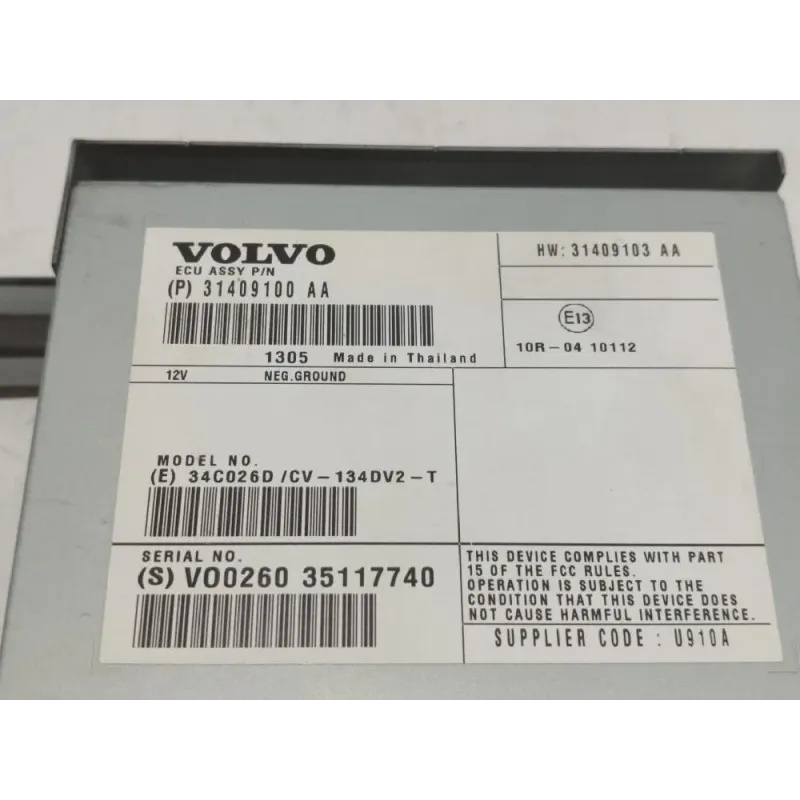 VOLVO
ECU ASSY P/N
(P) 31409100 AA
1305 Made in Thailand
HW: 31409103 AA
E13
10R-04 10112
12V NEG.GROUND
MODEL NO.
(E) 34C026D /CV-134DV2-T
SERIAL NO.
(S) V00260 35117740
THIS DEVICE COMPLIES WITH PART
15 OF THE FCC RULES.
OPERATION IS SUBJECT TO THE
CONDITION THAT THIS DEVICE DOES
NOT CAUSE HARMFUL INTERFERENCE.
SUPPLIER CODE : U910A